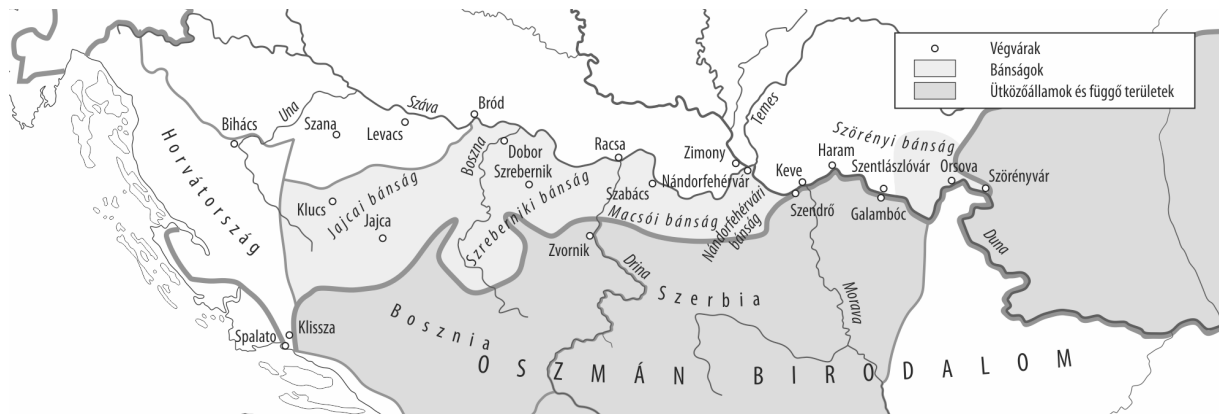 Végvárak
Bánságok
Ütközőállamok és függő területek
Horvátország
Bihács
Una
Szana
Levacs
Száva
Bród
Boszna
Dobor
Szrebernik
Racsa
Zimony
Temes
Nándorfehérvár
Keve
Haram
Szörényi bánság
Szentlászlóvár
Orsova
Szörényvár
Klucs
Jajcai bánság
Jajca
Szreberniki bánság
Szabács
Macsói bánság
Nándorfehérvári
bánság
Szendrő
Galambóc
Zvornik
Drina
Duna
Szerbia
Morava
Bosznia
Klissza
Spalato
OSZMÁN BIRODALOM